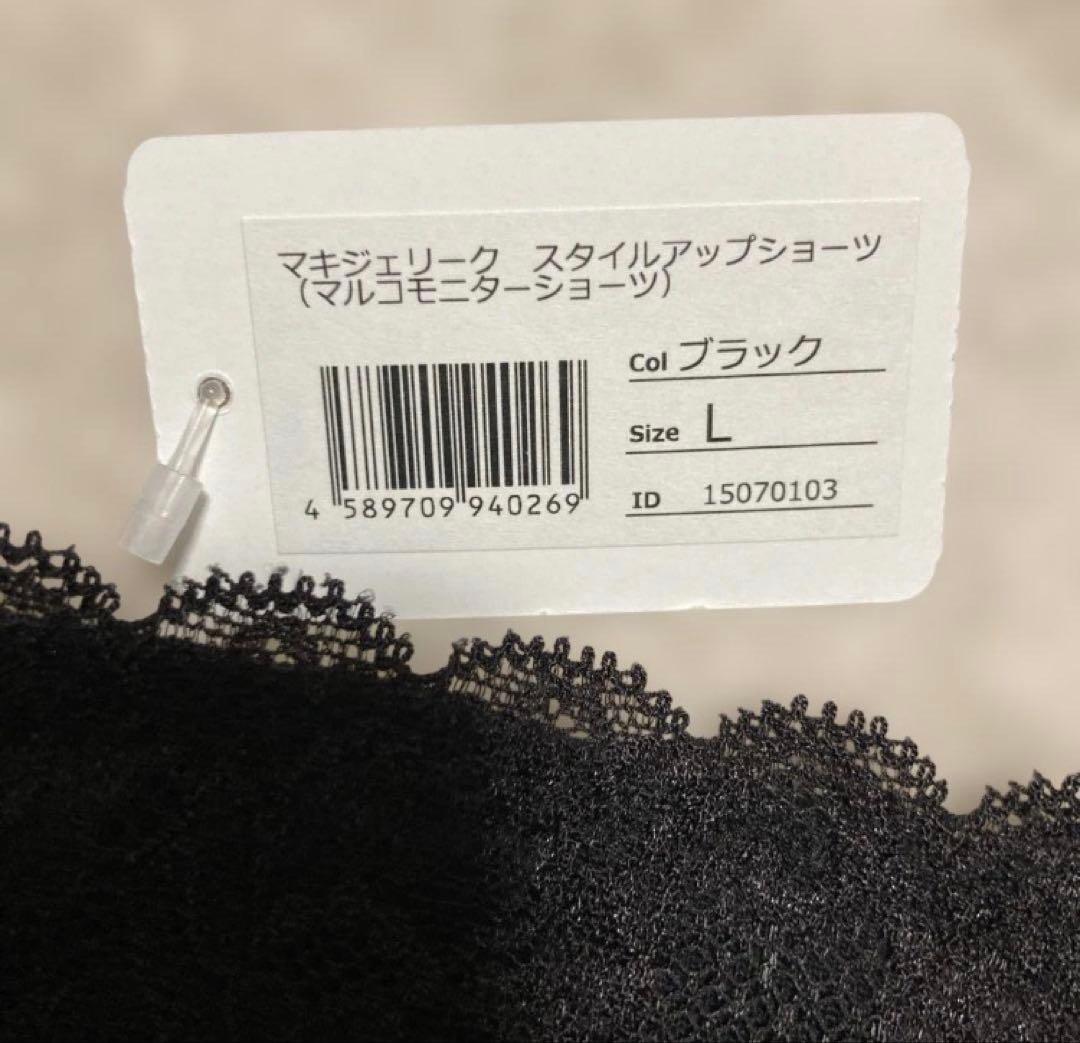 マキジェリーク　スタイルアップショーツ
（マルコモニターショーツ）
Col ブラック
Size L
ID 15070103
4 589709 940269